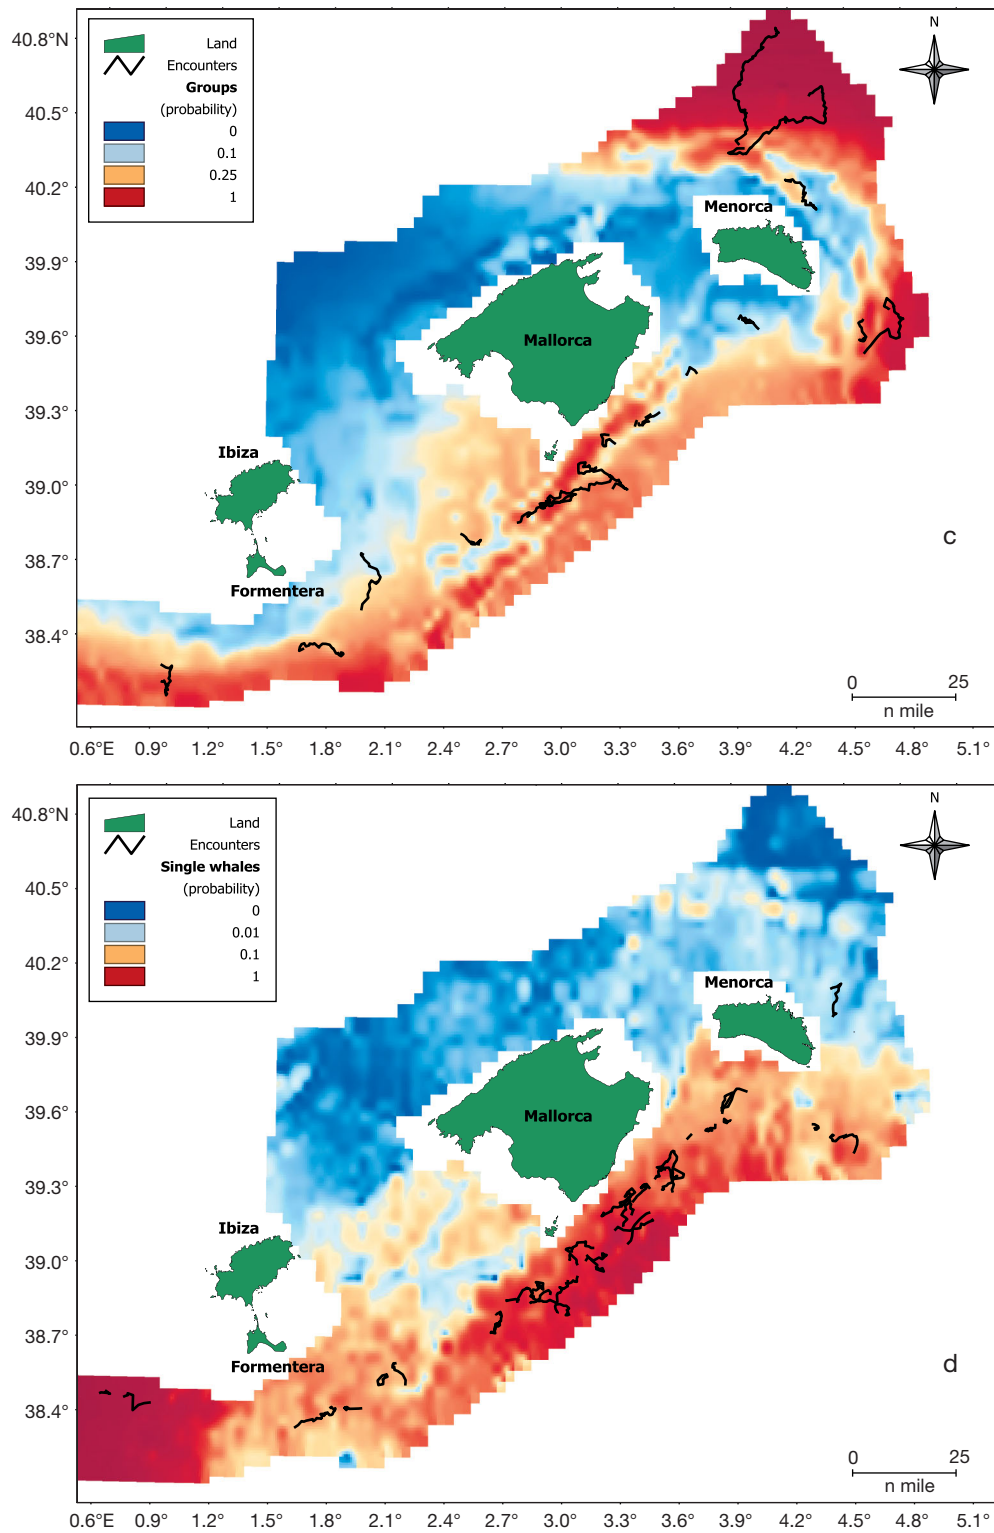 40.8°N
40.5°
40.2°
39.9°
39.6°
39.3°
39.0°
38.7°
38.4°
Land
Encounters
Groups
(probability)
0
0.1
0.25
1
N
Menorca
Mallorca
Ibiza
Formentera
c
0 25
n mile
0.6°E 0.9° 1.2° 1.5° 1.8° 2.1° 2.4° 2.7° 3.0° 3.3° 3.6° 3.9° 4.2° 4.5° 4.8° 5.1°
40.8°N
40.5°
40.2°
39.9°
39.6°
39.3°
39.0°
38.7°
38.4°
Land
Encounters
Single whales
(probability)
0
0.01
0.1
1
N
Menorca
Mallorca
Ibiza
Formentera
d
0 25
n mile
0.6°E 0.9° 1.2° 1.5° 1.8° 2.1° 2.4° 2.7° 3.0° 3.3° 3.6° 3.9° 4.2° 4.5° 4.8° 5.1°